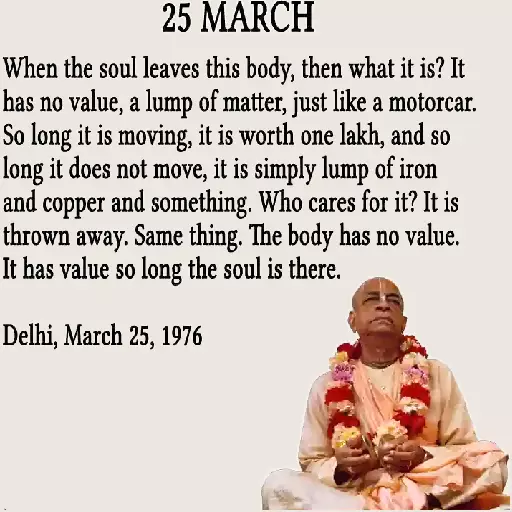 25 MARCH
When the soul leaves this body, then what it is? It
has no value, a lump of matter, just like a motorcar.
So long it is moving, it is worth one lakh, and so
long it does not move, it is simply lump of iron
and copper and something. Who cares for it? It is
thrown away. Same thing. The body has no value.
It has value so long the soul is there.
Delhi, March 25, 1976